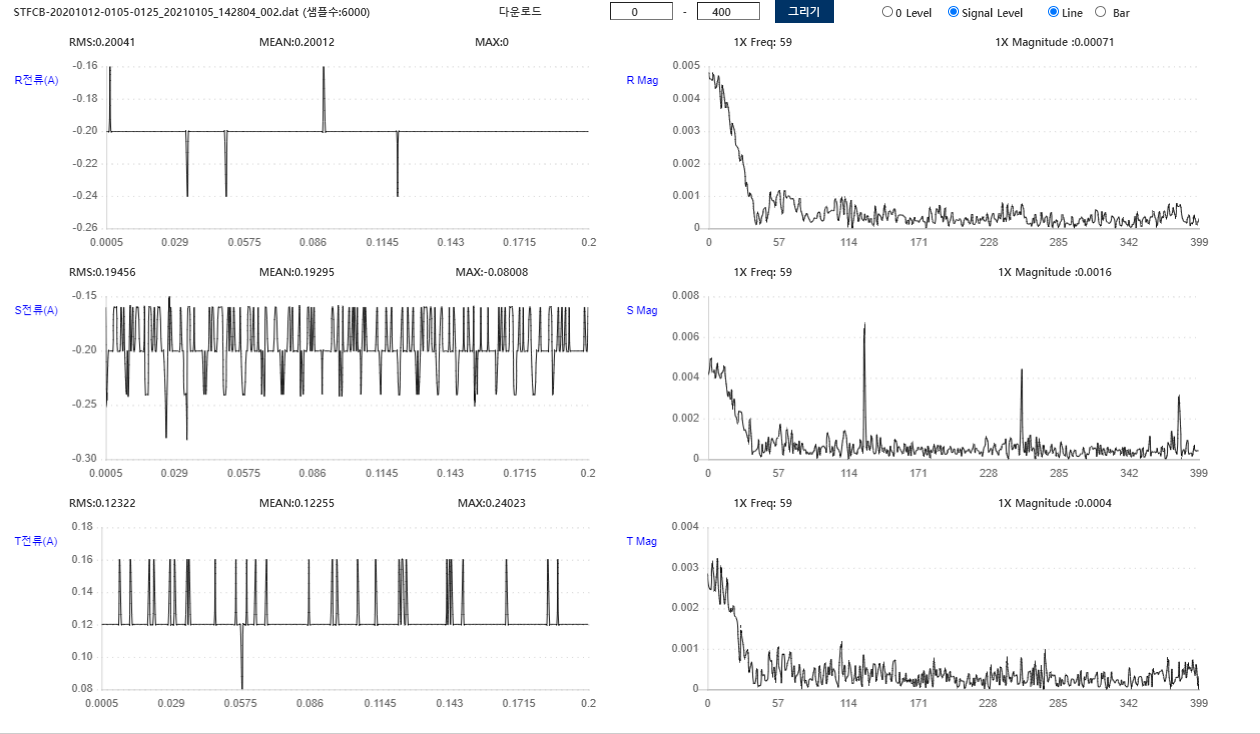 STFCB-20201012-0105-0125_20210105_142804_002.dat (샘플수:6000) 다운로드 0 - 400 그리기 0 Level Signal Level Line Bar
RMS:0.20041 MEAN:0.20012 MAX:0 1X Freq: 59 1X Magnitude :0.00071
R전류(A)
-0.16
-0.18
-0.20
-0.22
-0.24
-0.26
0.0005 0.029 0.0575 0.086 0.1145 0.143 0.1715 0.2
R Mag
0.005
0.004
0.003
0.002
0.001
0
0 57 114 171 228 285 342 399
RMS:0.19456 MEAN:0.19295 MAX:-0.08008 1X Freq: 59 1X Magnitude :0.0016
S전류(A)
-0.15
-0.20
-0.25
-0.30
0.0005 0.029 0.0575 0.086 0.1145 0.143 0.1715 0.2
S Mag
0.008
0.006
0.004
0.002
0
0 57 114 171 228 285 342 399
RMS:0.12322 MEAN:0.12255 MAX:0.24023 1X Freq: 59 1X Magnitude :0.0004
T전류(A)
0.18
0.16
0.14
0.12
0.10
0.08
0.0005 0.029 0.0575 0.086 0.1145 0.143 0.1715 0.2
T Mag
0.004
0.003
0.002
0.001
0
0 57 114 171 228 285 342 399